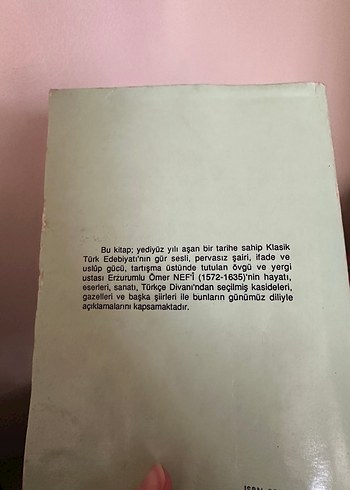 Bu kitap; yediyüz yılı aşan bir tarihe sahip Klasik
Türk Edebiyatı'nın gür sesli, pervasız şairi, ifade ve
uslûp gücü, tartışma üstünde tutulan övgü ve yergi
ustası Erzurumlu Ömer NEF'Î (1572-1635)'nin hayatı,
eserleri, sanatı, Türkçe Divanı'ndan seçilmiş kasideleri,
gazelleri ve başka şiirleri ile bunların günümüz diliyle
açıklamalarını kapsamaktadır.